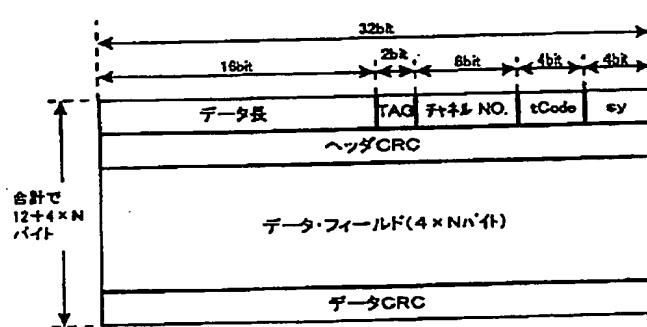 32bit
16bit 2bit 6bit 4bit 4bit
データ長 TAG チャネル NO. tCode sy
ヘッダCRC
合計で
12+4×N
バイト
データ・フィールド(4×Nバイト)
データCRC